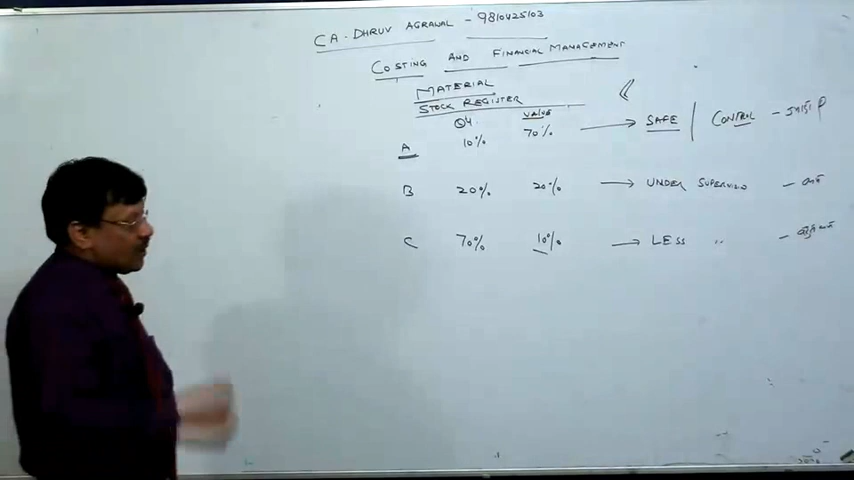 CA. DHRUV AGRAWAL - 9810425103
COSTING AND FINANCIAL MANAGEMENT
MATERIAL
STOCK REGISTER
Qty. VALUE
A 10% 70% → SAFE / CONTROL -
B 20% 20% → UNDER -
C 70% 10% → LESS " -